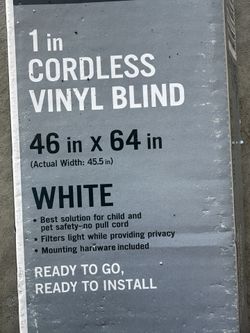 1 in
CORDLESS
VINYL BLIND
46 in x 64 in
(Actual Width: 45.5 in)
WHITE
• Best solution for child and
pet safety-no pull cord
• Filters light while providing privacy
• Mounting hardware included
READY TO GO,
READY TO INSTALL